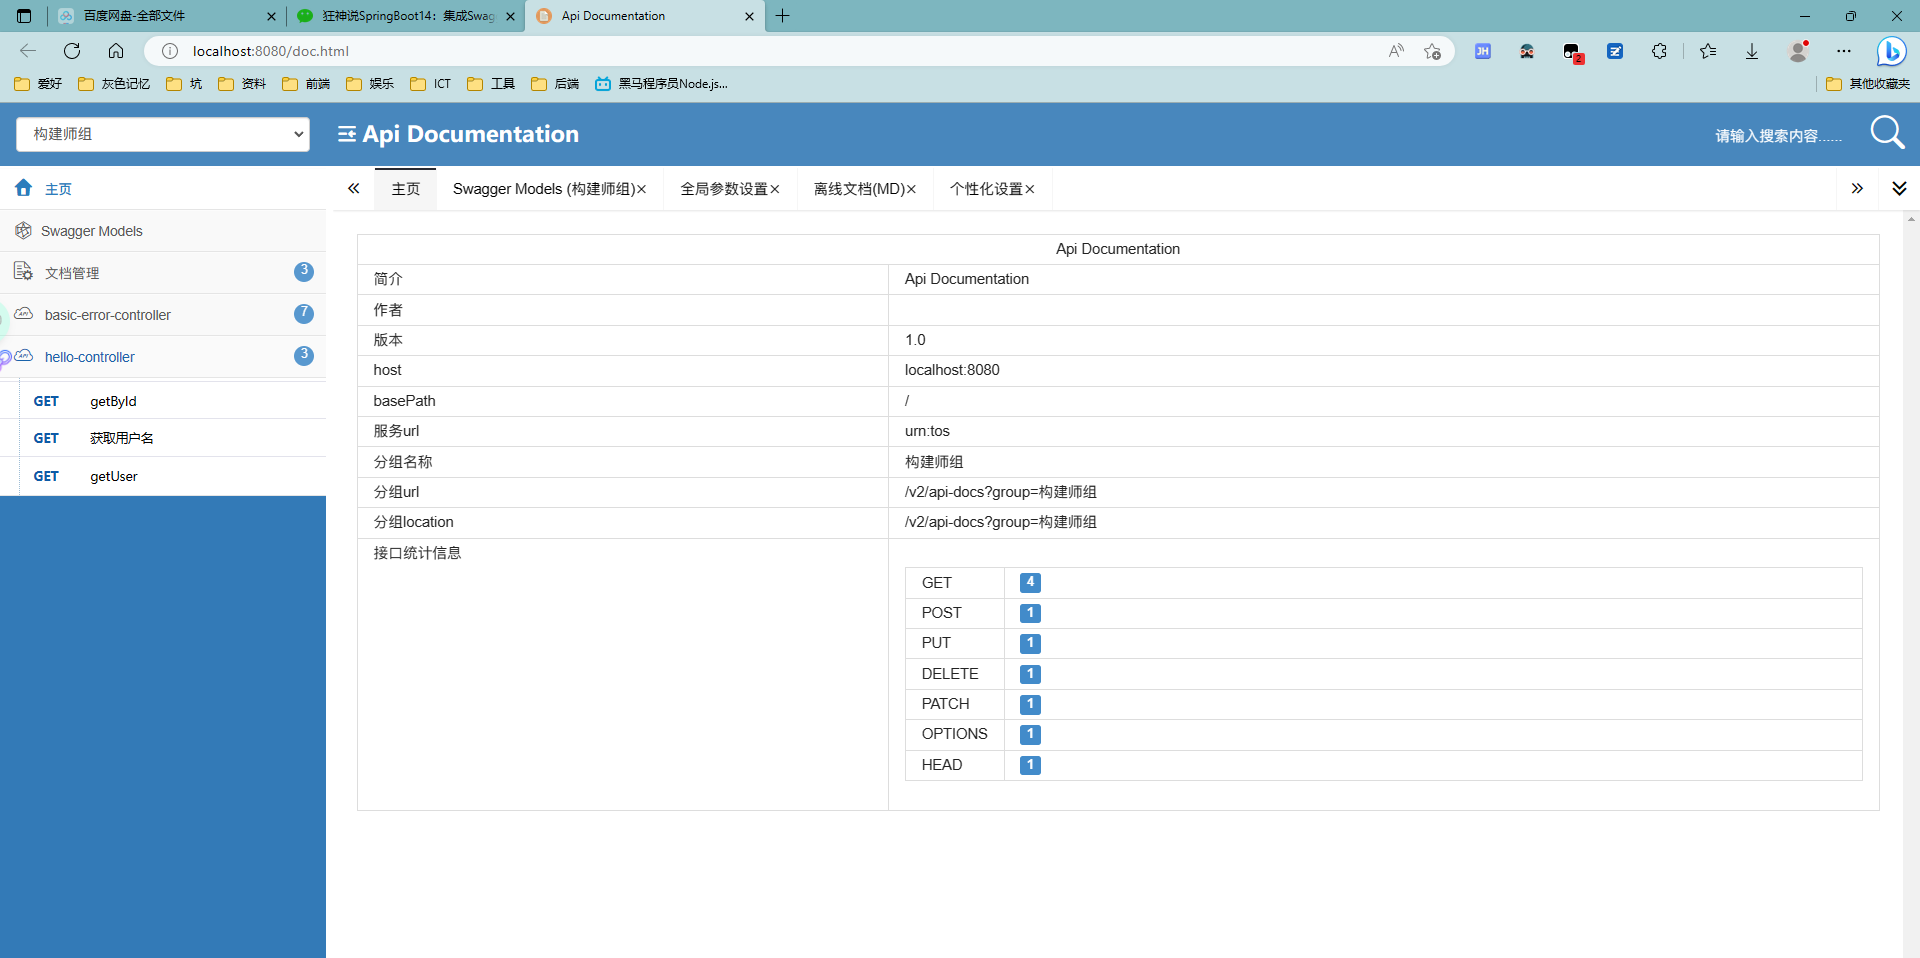 百度网盘-全部文件
狂神说SpringBoot14：集成Swag
Api Documentation
localhost:8080/doc.html
JH
2
爱好
灰色记忆
坑
资料
前端
娱乐
ICT
工具
后端
黑马程序员Node.js...
其他收藏夹
构建师组
Api Documentation
请输入搜索内容......
主页
主页
Swagger Models (构建师组)
全局参数设置
离线文档(MD)
个性化设置
Swagger Models
文档管理
3
basic-error-controller
7
hello-controller
3
GET getById
GET 获取用户名
GET getUser
Api Documentation
简介 Api Documentation
作者
版本 1.0
host localhost:8080
basePath /
服务url urn:tos
分组名称 构建师组
分组url /v2/api-docs?group=构建师组
分组location /v2/api-docs?group=构建师组
接口统计信息
GET 4
POST 1
PUT 1
DELETE 1
PATCH 1
OPTIONS 1
HEAD 1